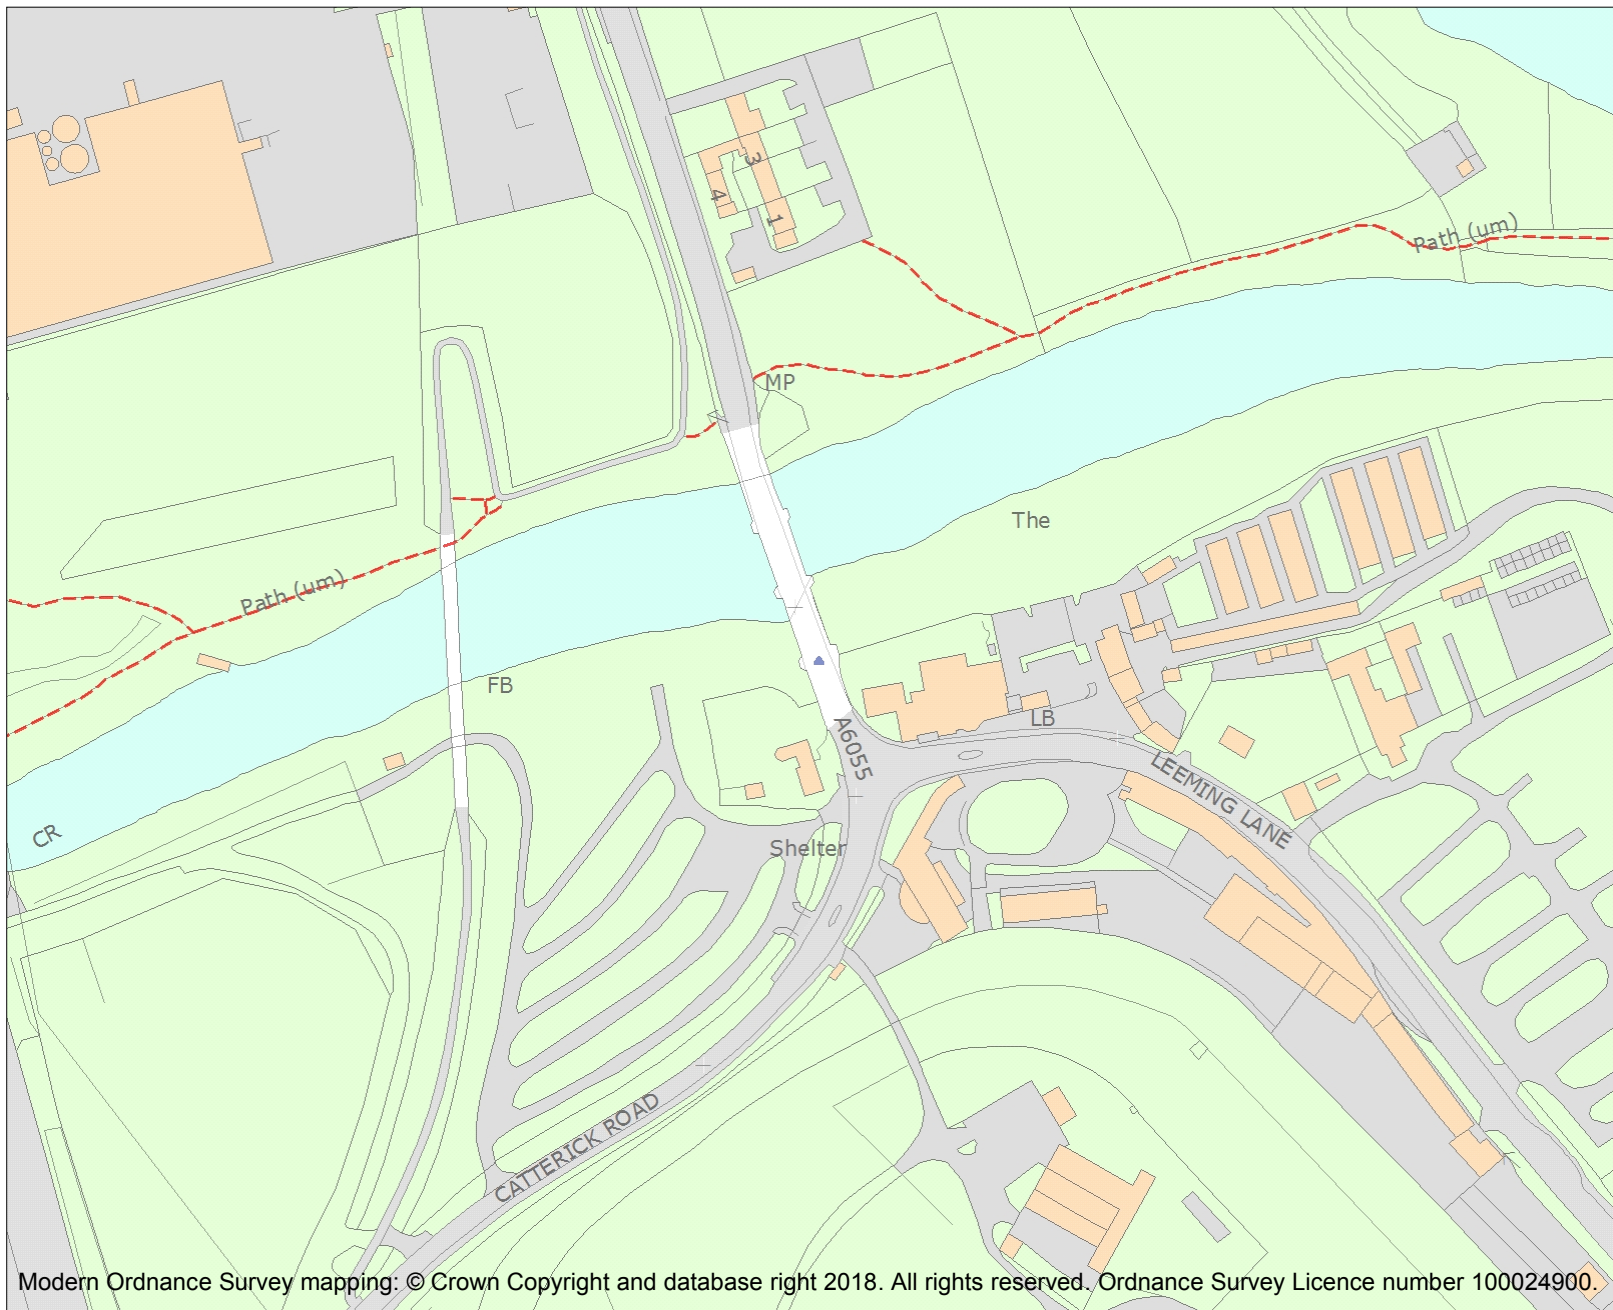 3
4
1
Path (um)
MP
The
Path (um)
FB
A6055
LB
LEEMING LANE
CR
Shelter
CATTERICK ROAD
Modern Ordnance Survey mapping: © Crown Copyright and database right 2018. All rights reserved. Ordnance Survey Licence number 100024900.